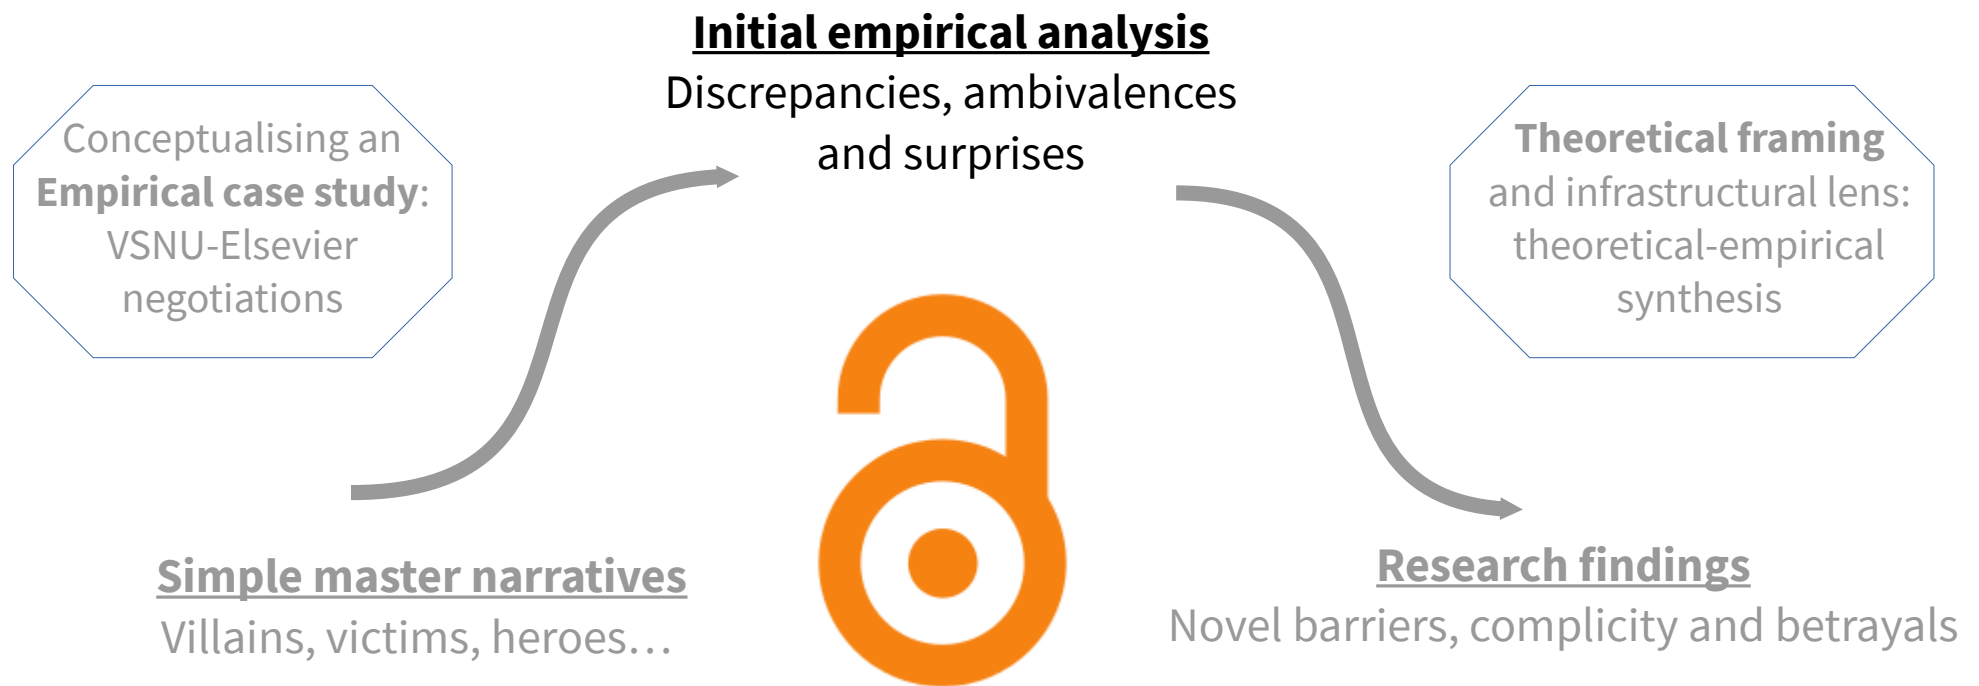 Initial empirical analysis
Discrepancies, ambivalences
and surprises
Conceptualising an
Empirical case study:
VSNU-Elsevier
negotiations
Theoretical framing
and infrastructural lens:
theoretical-empirical
synthesis
Simple master narratives
Villains, victims, heroes…
Research findings
Novel barriers, complicity and betrayals